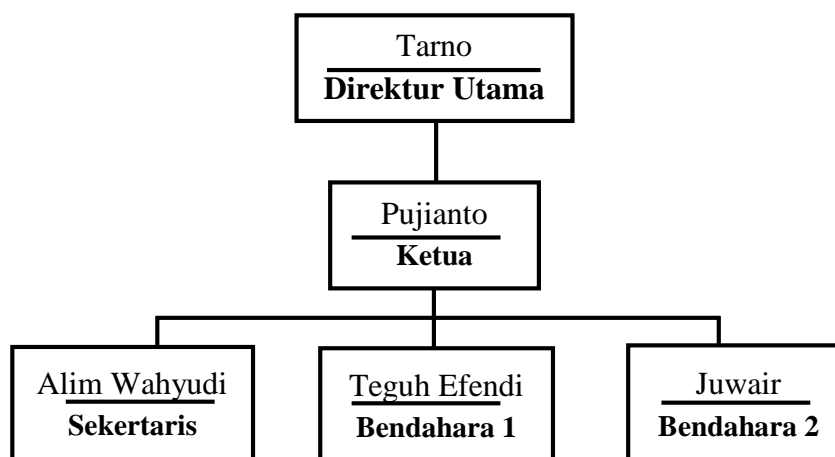 Tarno
Direktur Utama
Pujianto
Ketua
Alim Wahyudi
Sekertaris
Teguh Efendi
Bendahara 1
Juwair
Bendahara 2